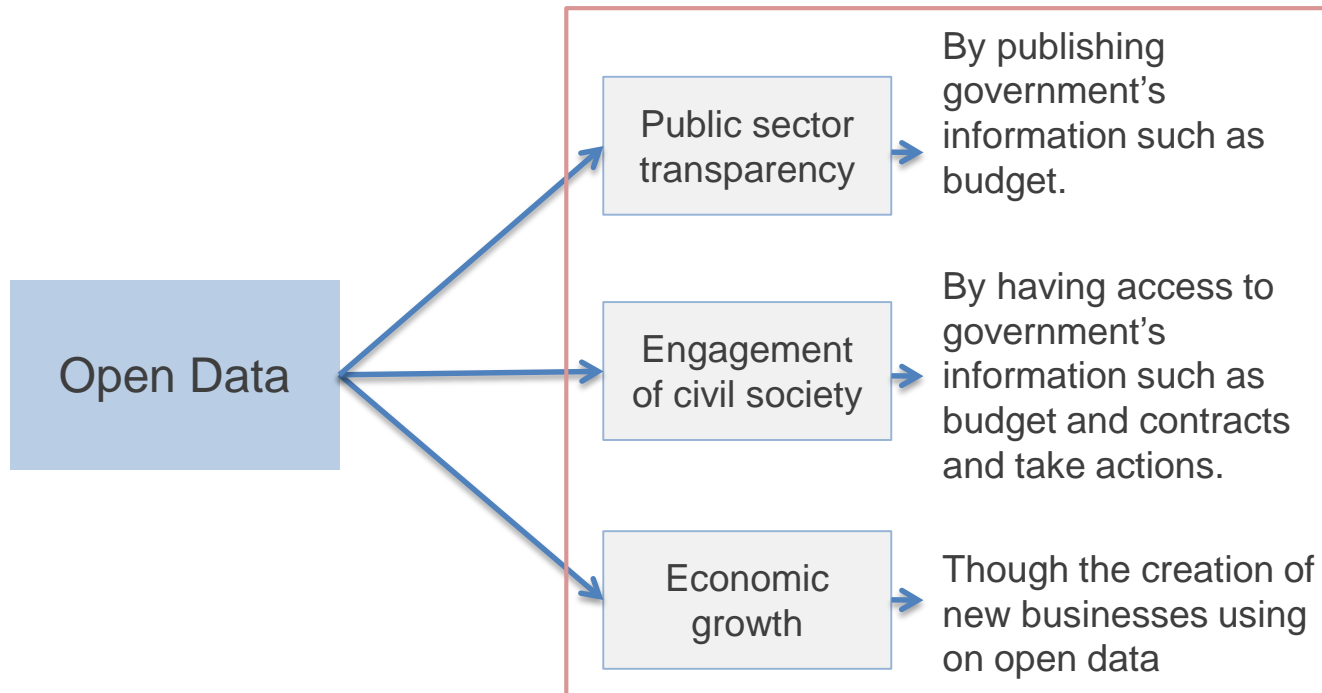 Open Data
Public sector
transparency
By publishing
government’s
information such as
budget.
Engagement
of civil society
By having access to
government’s
information such as
budget and contracts
and take actions.
Economic
growth
Though the creation of
new businesses using
on open data